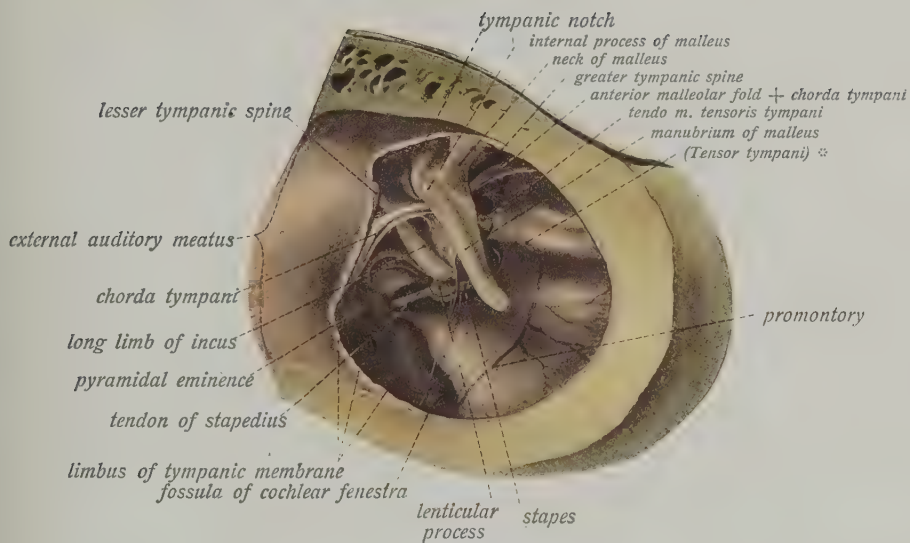 tympanic notch
internal process of malleus
neck of malleus
greater tympanic spine
anterior malleolar fold + chorda tympani
tendo m. tensoris tympani
manubrium of malleus
(Tensor tympani) ☼
lesser tympanic spine
external auditory meatus
chorda tympani
long limb of incus
pyramidal eminence
tendon of stapedius
limbus of tympanic membrane
fossula of cochlear fenestra
lenticular
process
stapes
promontory